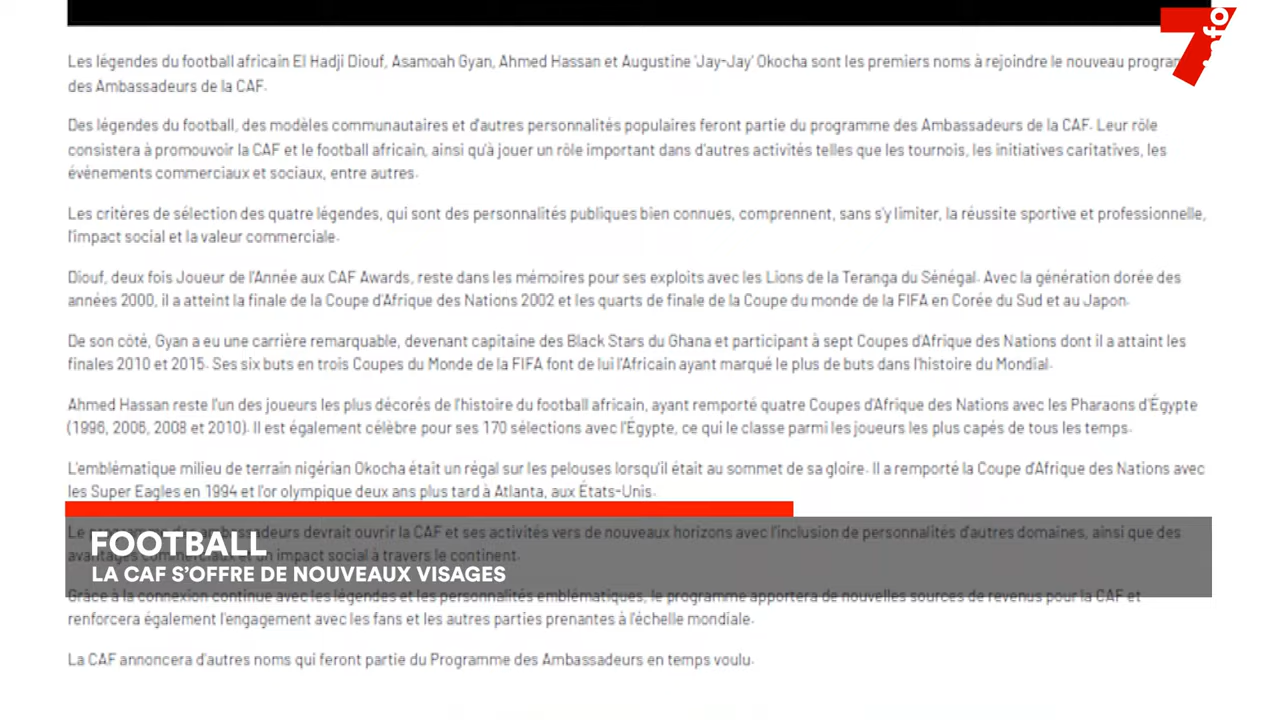 7
fo
Les légendes du football africain El Hadji Diouf, Asamoah Gyan, Ahmed Hassan et Augustine 'Jay-Jay' Okocha sont les premiers noms à rejoindre le nouveau
des Ambassadeurs de la CAF.
Des légendes du football, des modèles communautaires et d'autres personnalités populaires feront partie du programme des Ambassadeurs de la CAF. Leur rôle
consistera à promouvoir la CAF et le football africain, ainsi qu'à jouer un rôle important dans d'autres activités telles que les tournois, les initiatives caritatives, les
événements commerciaux et sociaux, entre autres.
Les critères de sélection des quatre légendes, qui sont des personnalités publiques bien connues, comprennent, sans s'y limiter, la réussite sportive et professionnelle,
l'impact social et la valeur commerciale.
Diouf, deux fois Joueur de l'Année aux CAF Awards, reste dans les mémoires pour ses exploits avec les Lions de la Teranga du Sénégal. Avec la génération dorée des
années 2000, il a atteint la finale de la Coupe d'Afrique des Nations 2002 et les quarts de finale de la Coupe du monde de la FIFA en Corée du Sud et au Japon.
De son côté, Gyan a eu une carrière remarquable, devenant capitaine des Black Stars du Ghana et participant à sept Coupes d'Afrique des Nations dont il a attaint les
finales 2010 et 2015. Ses six buts en trois Coupes du Monde de la FIFA font de lui l'Africain ayant marqué le plus de buts dans l'histoire du Mondial.
Ahmed Hassan reste l'un des joueurs les plus décorés de l'histoire du football africain, ayant remporté quatre Coupes d'Afrique des Nations avec les Pharaons d'Égypte
(1996, 2006, 2008 et 2010). Il est également célèbre pour ses 170 sélections avec l'Égypte, ce qui le classe parmi les joueurs les plus capés de tous les temps.
L'emblématique milieu de terrain nigérian Okocha était un régal sur les pelouses lorsqu'il était au sommet de sa gloire. Il a remporté la Coupe d'Afrique des Nations avec
les Super Eagles en 1994 et l'or olympique deux ans plus tard à Atlanta, aux États-Unis.
Le programme des ambassadeurs devrait ouvrir la CAF et ses activités vers de nouveaux horizons avec l'inclusion de personnalités d'autres domaines, ainsi que des
avantages commerciaux et un impact social à travers le continent.
FOOTBALL
LA CAF S'OFFRE DE NOUVEAUX VISAGES
Grâce à la connexion continue avec les légendes et les personnalités emblématiques, le programme apportera de nouvelles sources de revenus pour la CAF et
renforcera également l'engagement avec les fans et les autres parties prenantes à l'échelle mondiale.
La CAF annoncera d'autres noms qui feront partie du Programme des Ambassadeurs en temps voulu.